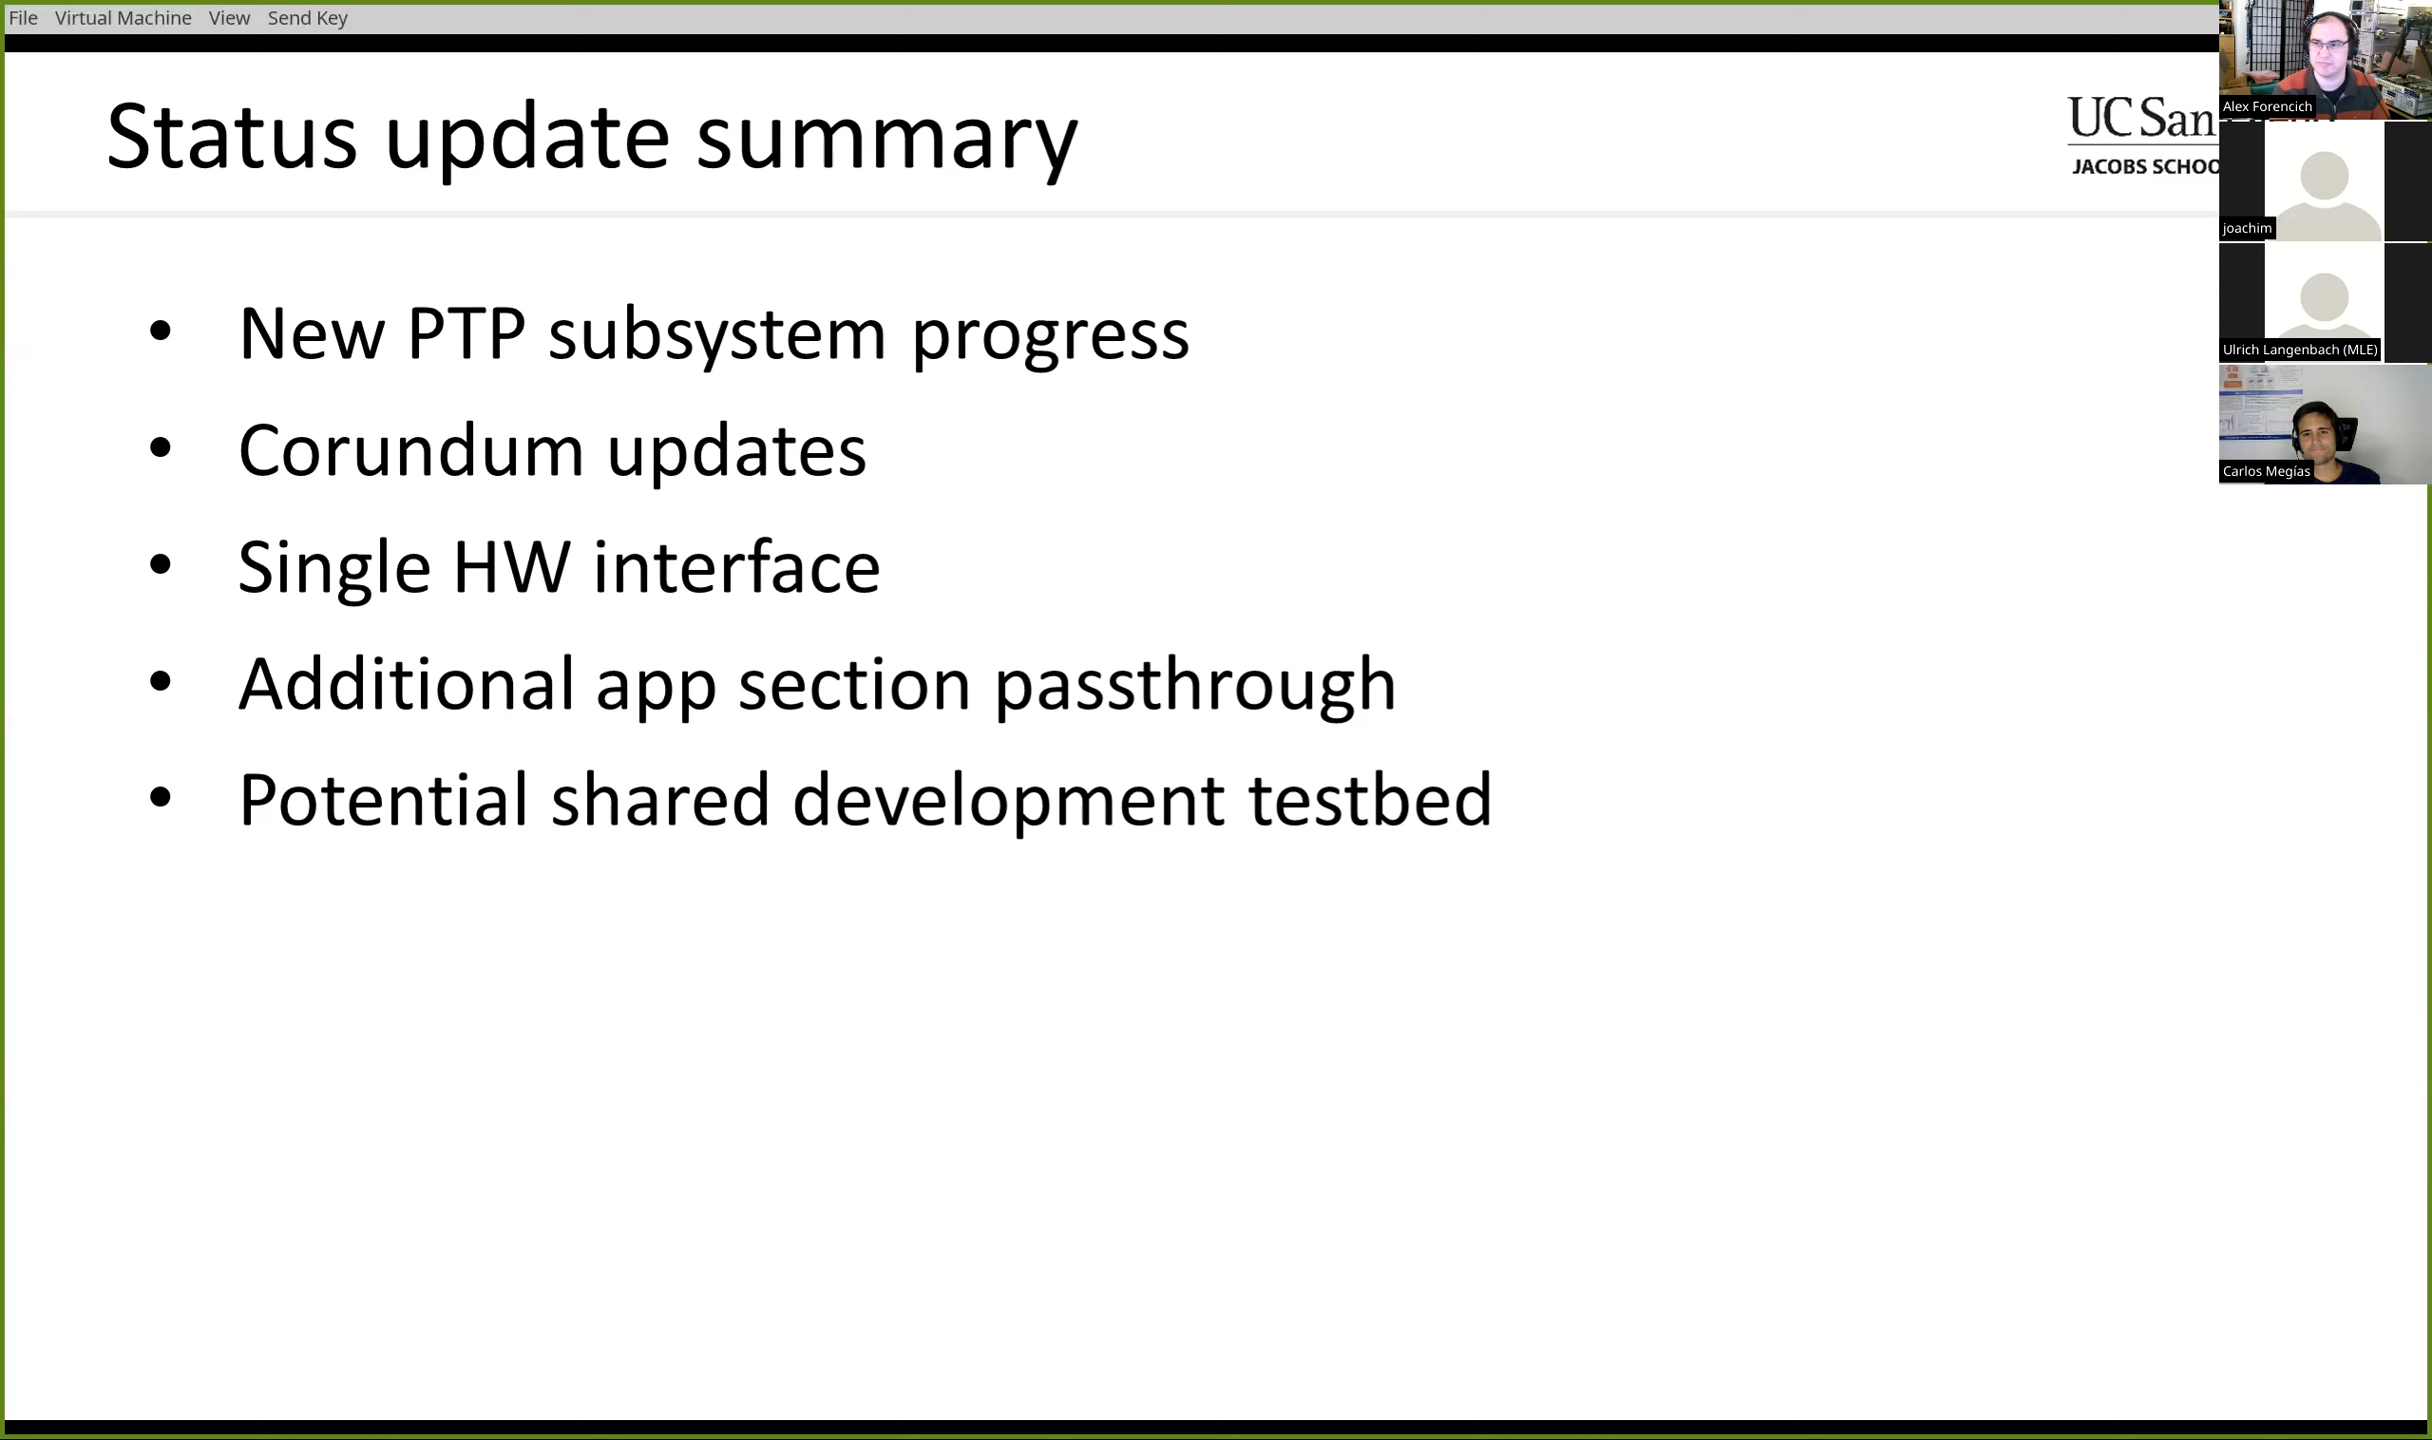 File Virtual Machine View Send Key
Status update summary
UC San
JACOBS SCHOO
• New PTP subsystem progress
• Corundum updates
• Single HW interface
• Additional app section passthrough
• Potential shared development testbed
Alex Forencich
joachim
Ulrich Langenbach (MLE)
Carlos Megías